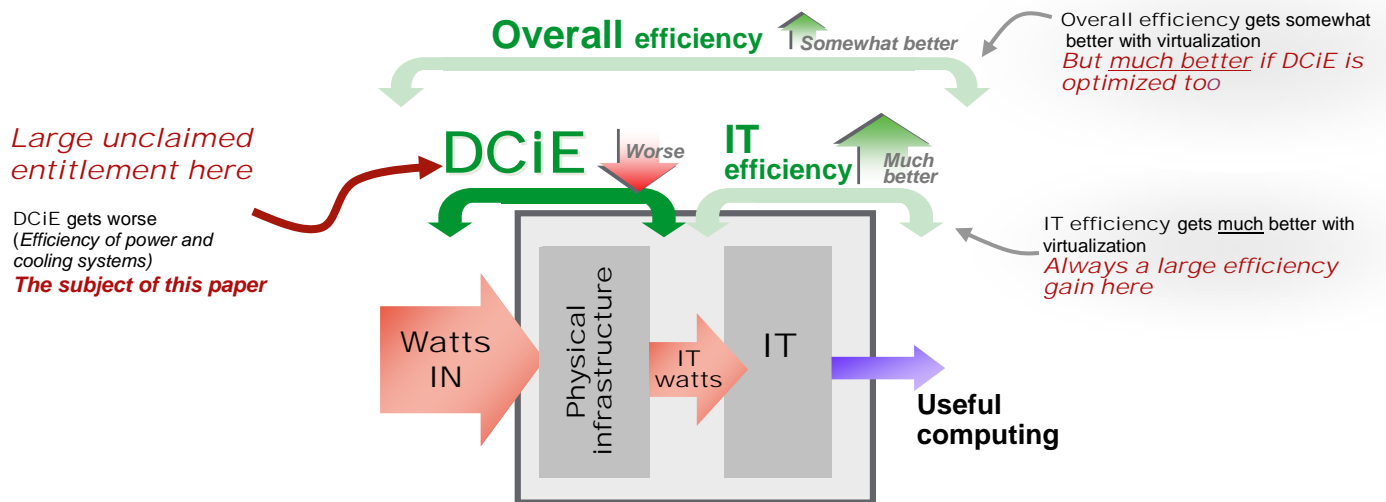 Overall efficiency
Somewhat better
Overall efficiency gets somewhat
better with virtualization
But much better if DCiE is
optimized too
Large unclaimed
entitlement here
DCiE
Worse
IT
efficiency
Much
better
DCiE gets worse
(Efficiency of power and
cooling systems)
The subject of this paper
IT efficiency gets much better with
virtualization
Always a large efficiency
gain here
Watts
IN
Physical
infrastructure
IT
watts
IT
Useful
computing